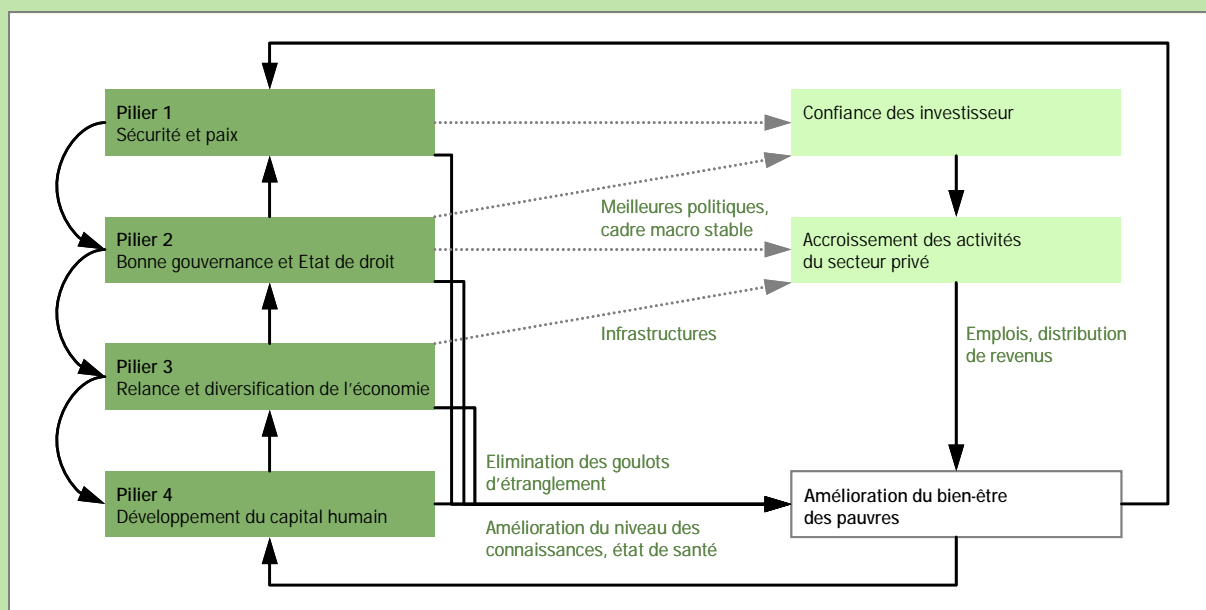 Pilier 1
Sécurité et paix
Confiance des investisseur
Meilleures politiques,
cadre macro stable
Pilier 2
Bonne gouvernance et Etat de droit
Accroissement des activités
du secteur privé
Infrastructures
Emplois, distribution
de revenus
Pilier 3
Relance et diversification de l'économie
Elimination des goulots
d'étranglement
Pilier 4
Développement du capital humain
Amélioration du bien-être
des pauvres
Amélioration du niveau des
connaissances, état de santé